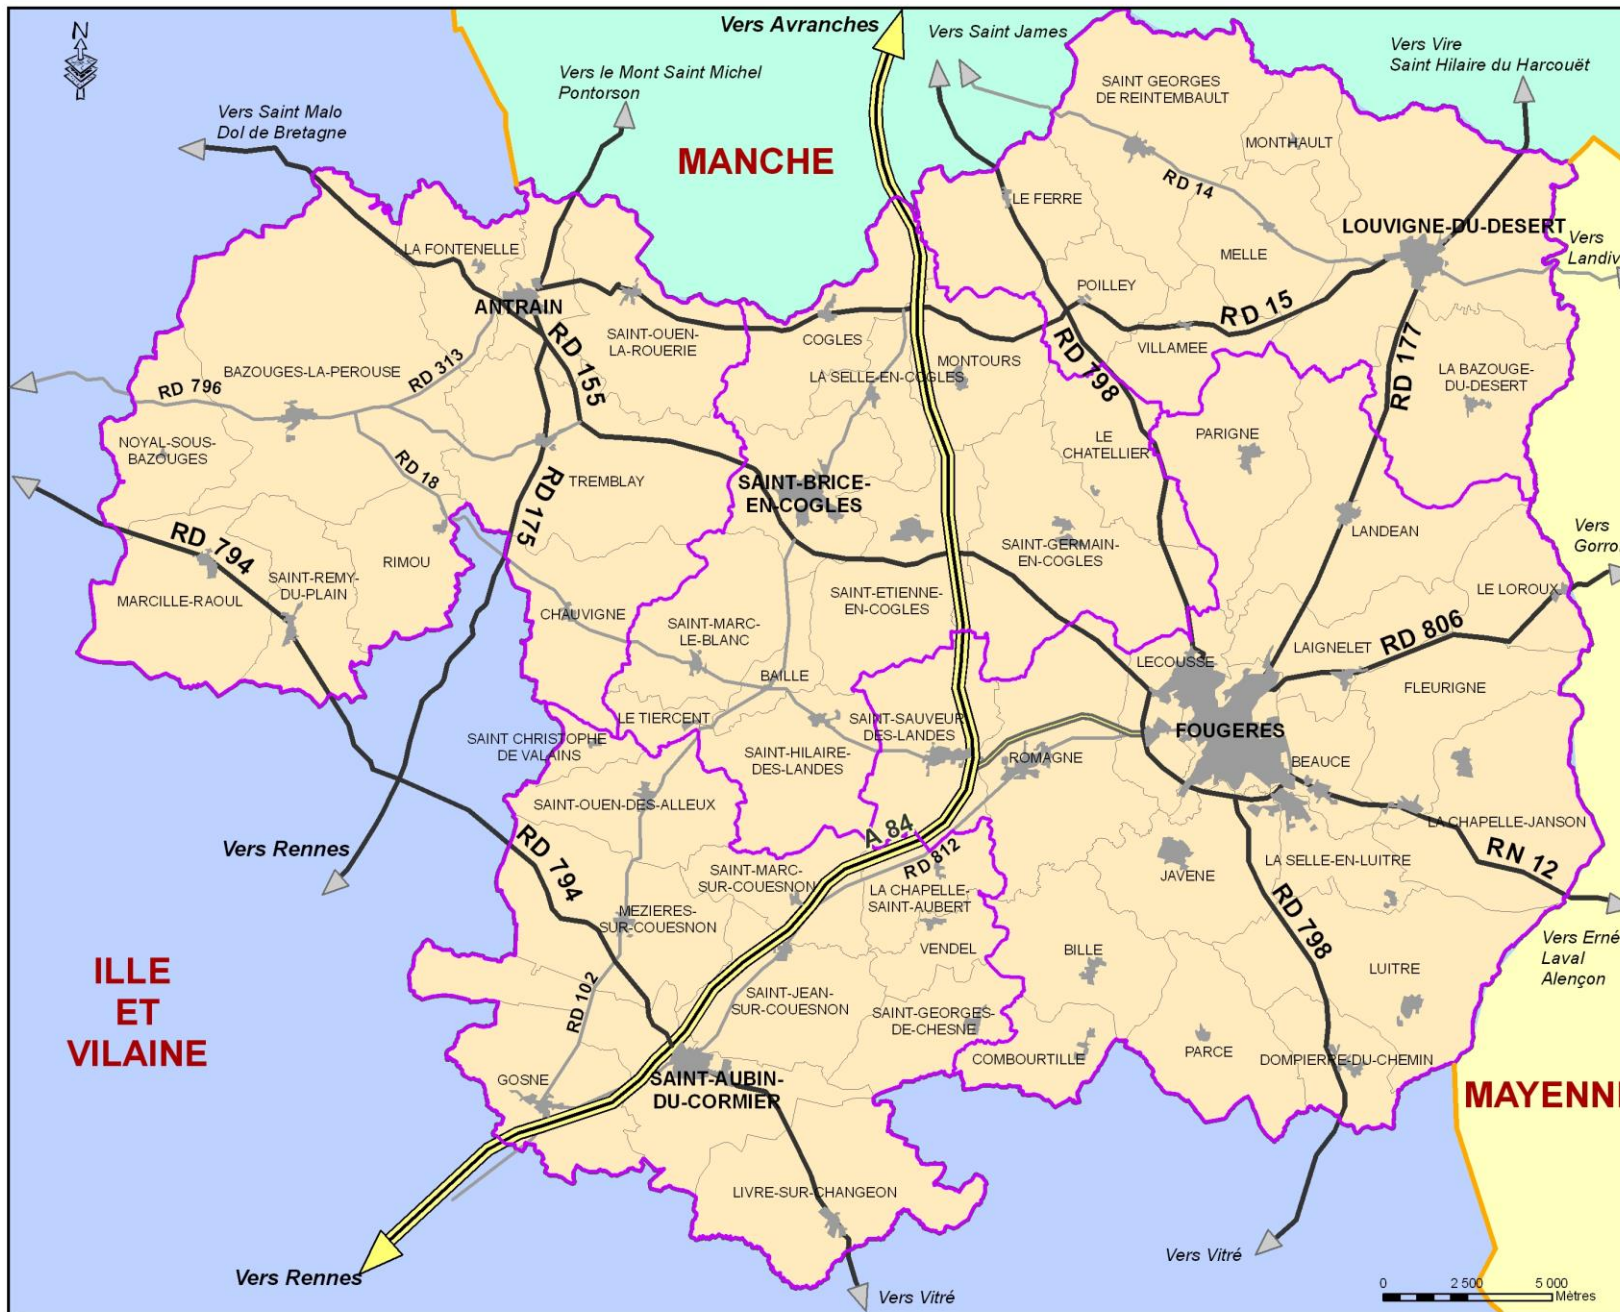 N
Vers Avranches
Vers Saint James
Vers Vire
Saint Hilaire du Harcouët
Vers le Mont Saint Michel
Pontorson
Vers Saint Malo
Dol de Bretagne
SAINT GEORGES
DE REINTEMBAULT
MONTHAULT
MANCHE
RD 14
LE FERRE
LOUVIGNE-DU-DESERT
Vers
Landiv
LA FONTENELLE
MELLE
POILLEY
ANTRAIN
RD 15
SAINT-OUEN-
LA-ROUERIE
COGLES
VILLAMEE
RD 177
RD 155
RD 798
MONTOURS
RD 313
BAZOUGES-LA-PEROUSE
RD 796
LA SELLE-EN-COGLES
LA BAZOUGE-
DU-DESERT
NOYAL-SOUS-
BAZOUGES
LE
CHATELLIER
PARIGNE
RD 18
TREMBLAY
SAINT-BRICE-
EN-COGLES
RD 175
LANDEAN
RD 794
SAINT-GERMAIN-
EN-COGLES
Vers
Gorro
RIMOU
SAINT-REMY-
DU-PLAIN
MARCILLE-RAOUL
SAINT-ETIENNE-
EN-COGLES
LE LOROUX
CHAUVIGNE
SAINT-MARC-
LE-BLANC
LAIGNELET
RD 806
LECOUSSE
BAILLE
FLEURIGNE
LE TIERCENT
SAINT-SAUVEUR
DES-LANDES
FOUGERES
SAINT CHRISTOPHE
DE VALAINS
SAINT-HILAIRE-
DES-LANDES
ROMAGNE
BEAUCE
SAINT-OUEN-DES-ALLEUX
LA CHAPELLE-JANSON
A 84
Vers Rennes
RD 794
RD 812
LA SELLE-EN-LUITRE
RN 12
SAINT-MARC-
SUR-COUESNON
JAVENE
LA CHAPELLE-
SAINT-AUBERT
MEZIERES-
SUR-COUESNON
RD 798
VENDEL
BILLE
Vers Erné
Laval
Alençon
ILLE
ET
VILAINE
LUITRE
RD 102
SAINT-JEAN-
SUR-COUESNON
SAINT-GEORGES-
DE-CHESNE
COMBOURTILLE
PARCE
DOMPIERRE-DU-CHEMIN
GOSNE
SAINT-AUBIN-
DU-CORMIER
MAYENN
LIVRE-SUR-CHANGEON
Vers Rennes
Vers Vitré
Vers Vitré
0 2 500 5 000
Mètres